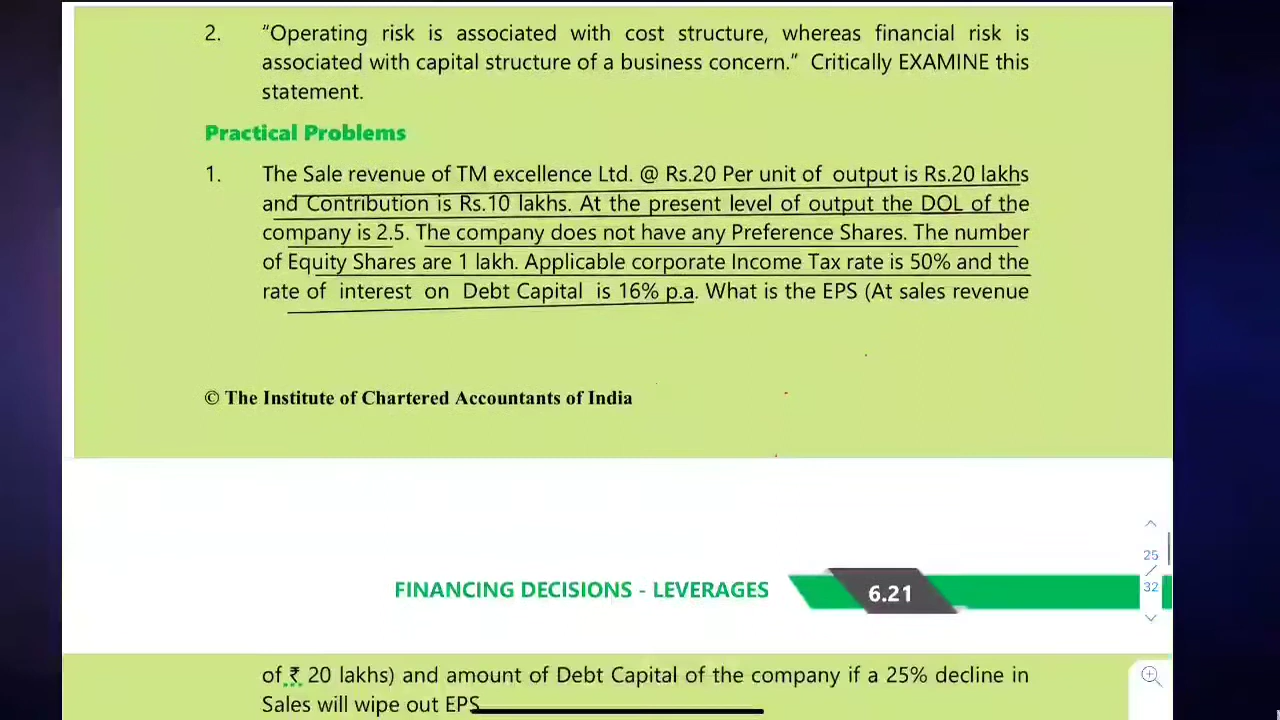 2. "Operating risk is associated with cost structure, whereas financial risk is
associated with capital structure of a business concern." Critically EXAMINE this
statement.
Practical Problems
1. The Sale revenue of TM excellence Ltd. @ Rs.20 Per unit of output is Rs.20 lakhs
and Contribution is Rs.10 lakhs. At the present level of output the DOL of the
company is 2.5. The company does not have any Preference Shares. The number
of Equity Shares are 1 lakh. Applicable corporate Income Tax rate is 50% and the
rate of interest on Debt Capital is 16% p.a. What is the EPS (At sales revenue
© The Institute of Chartered Accountants of India
25
/
32
FINANCING DECISIONS - LEVERAGES 6.21
of ₹ 20 lakhs) and amount of Debt Capital of the company if a 25% decline in
Sales will wipe out EPS